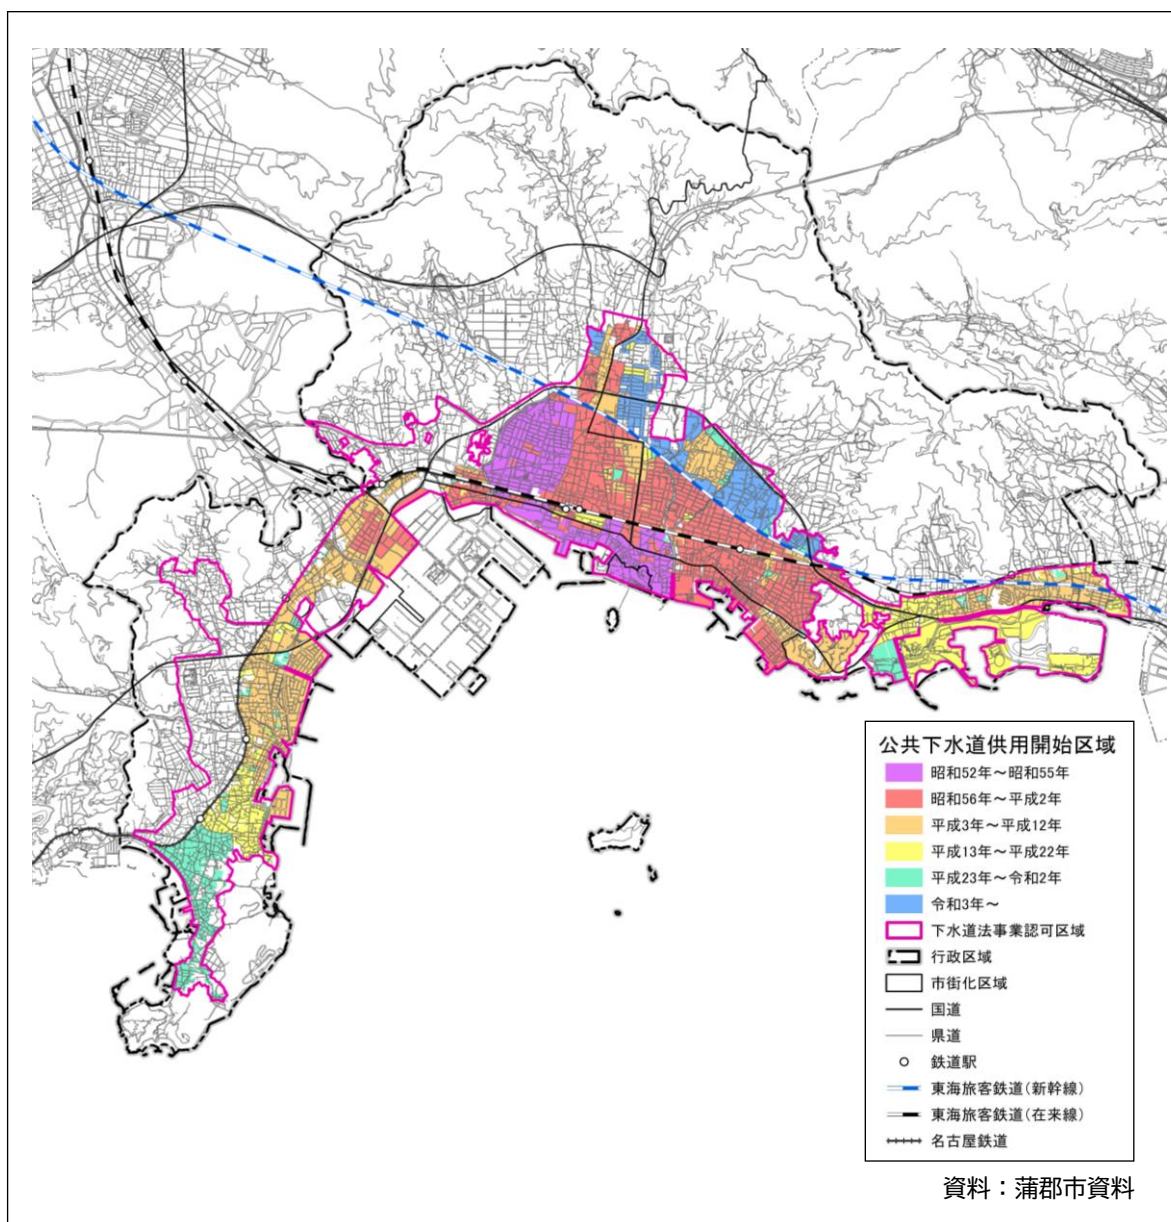 公共下水道供用開始区域
昭和52年～昭和55年
昭和56年～平成2年
平成3年～平成12年
平成13年～平成22年
平成23年～令和2年
令和3年～
下水道法事業認可区域
行政区域
市街化区域
国道
県道
鉄道駅
東海旅客鉄道(新幹線)
東海旅客鉄道(在来線)
名古屋鉄道
資料：蒲郡市資料